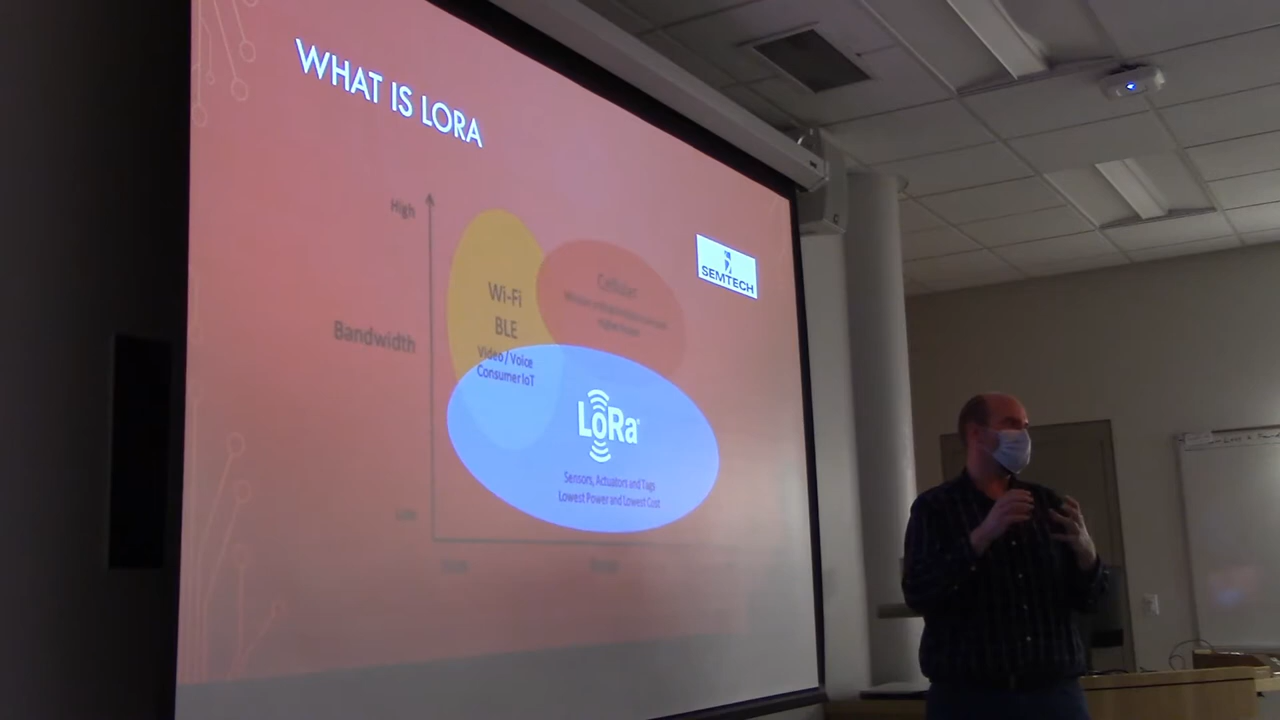 WHAT IS LORA
High
SEMTECH
Cellular
Wi-Fi
BLE
Bandwidth
Video / Voice
Consumer IoT
LoRa
Sensors, Actuators and Tags
Lowest Power and Lowest Cost